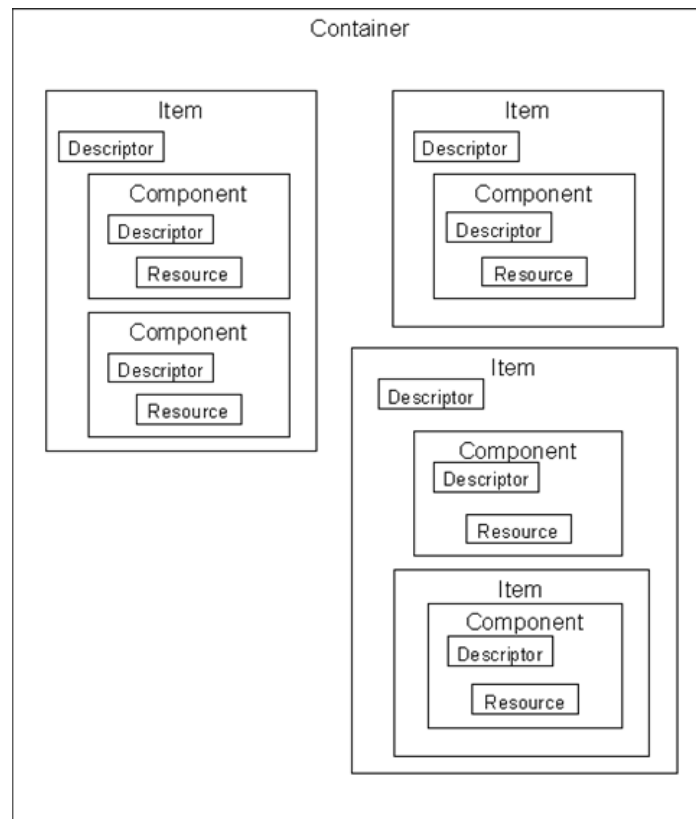 Container
Item
Descriptor
Component
Descriptor
Resource
Component
Descriptor
Resource
Item
Descriptor
Component
Descriptor
Resource
Item
Descriptor
Component
Descriptor
Resource
Item
Component
Descriptor
Resource